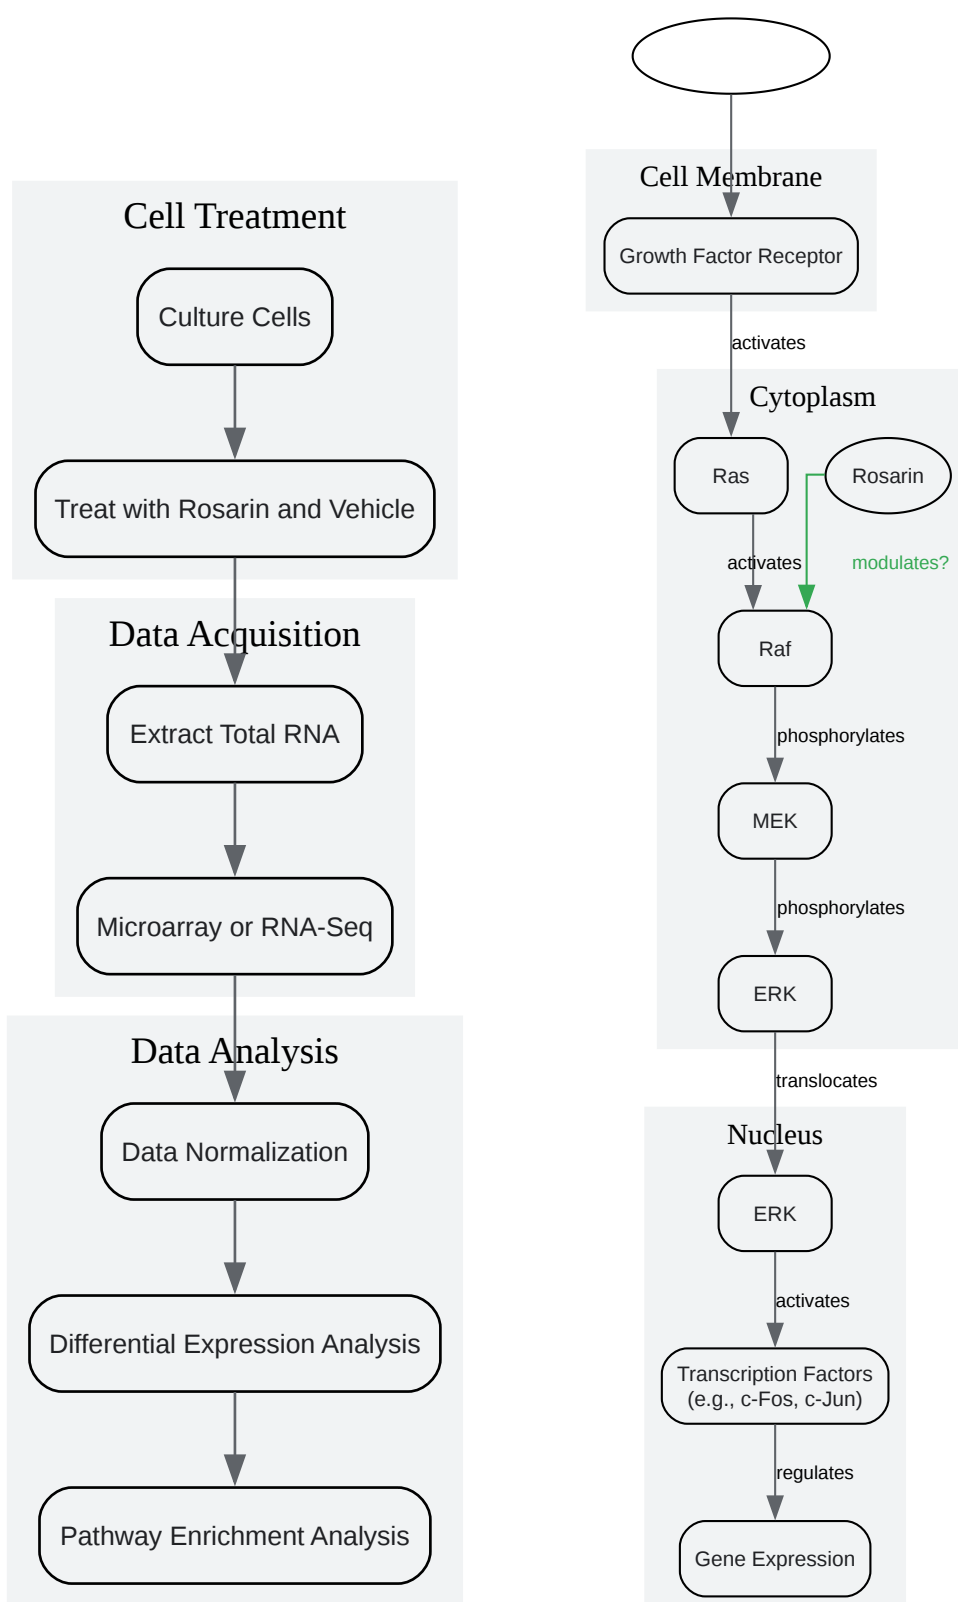 Cell Treatment
Culture Cells
Treat with Rosarin and Vehicle
Data Acquisition
Extract Total RNA
Microarray or RNA-Seq
Data Analysis
Data Normalization
Differential Expression Analysis
Pathway Enrichment Analysis
Cell Membrane
Growth Factor Receptor
activates
Cytoplasm
Ras
Rosarin
activates
modulates?
Raf
phosphorylates
MEK
phosphorylates
ERK
translocates
Nucleus
ERK
activates
Transcription Factors
(e.g., c-Fos, c-Jun)
regulates
Gene Expression